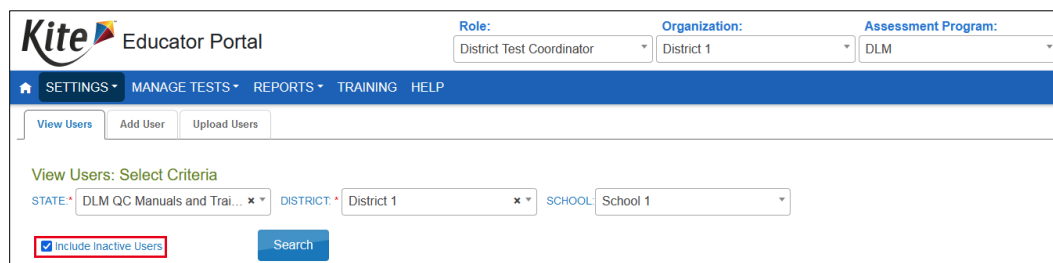 Kite Educator Portal
Role: Organization: Assessment Program:
District Test Coordinator District 1 DLM
SETTINGS MANAGE TESTS REPORTS TRAINING HELP
View Users Add User Upload Users
View Users: Select Criteria
STATE:* DLM QC Manuals and Trai... × DISTRICT: * District 1 × SCHOOL: School 1
Include Inactive Users Search